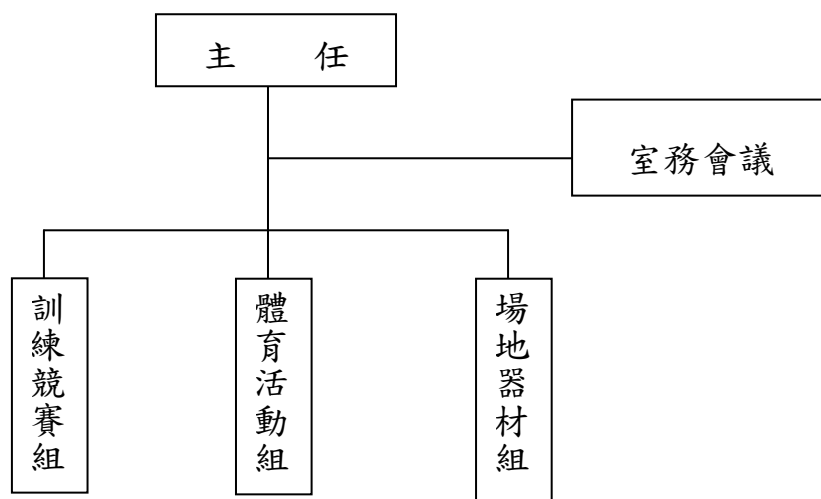 主 任
室務會議
訓練競賽組
體育活動組
場地器材組